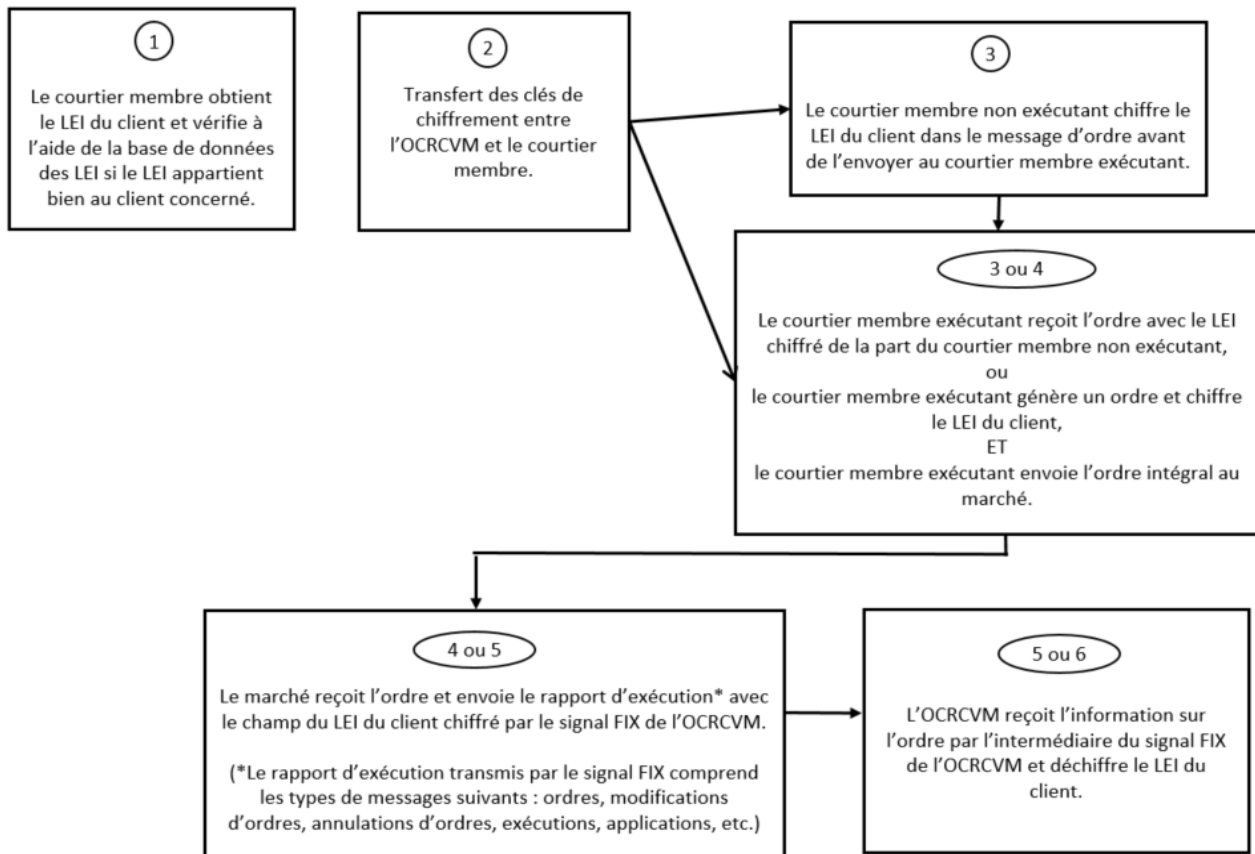 1
Le courtier membre obtient
le LEI du client et vérifie à
l’aide de la base de données
des LEI si le LEI appartient
bien au client concerné.
2
Transfert des clés de
chiffrement entre
l’OCRCVM et le courtier
membre.
3
Le courtier membre non exécutant chiffre le
LEI du client dans le message d’ordre avant
de l’envoyer au courtier membre exécutant.
3 ou 4
Le courtier membre exécutant reçoit l’ordre avec le LEI
chiffré de la part du courtier membre non exécutant,
ou
le courtier membre exécutant génère un ordre et chiffre
le LEI du client,
ET
le courtier membre exécutant envoie l’ordre intégral au
marché.
4 ou 5
Le marché reçoit l’ordre et envoie le rapport d’exécution* avec
le champ du LEI du client chiffré par le signal FIX de l’OCRCVM.
(*Le rapport d’exécution transmis par le signal FIX comprend
les types de messages suivants : ordres, modifications
d’ordres, annulations d’ordres, exécutions, applications, etc.)
5 ou 6
L’OCRCVM reçoit l’information sur
l’ordre par l’intermédiaire du signal FIX
de l’OCRCVM et déchiffre le LEI du
client.